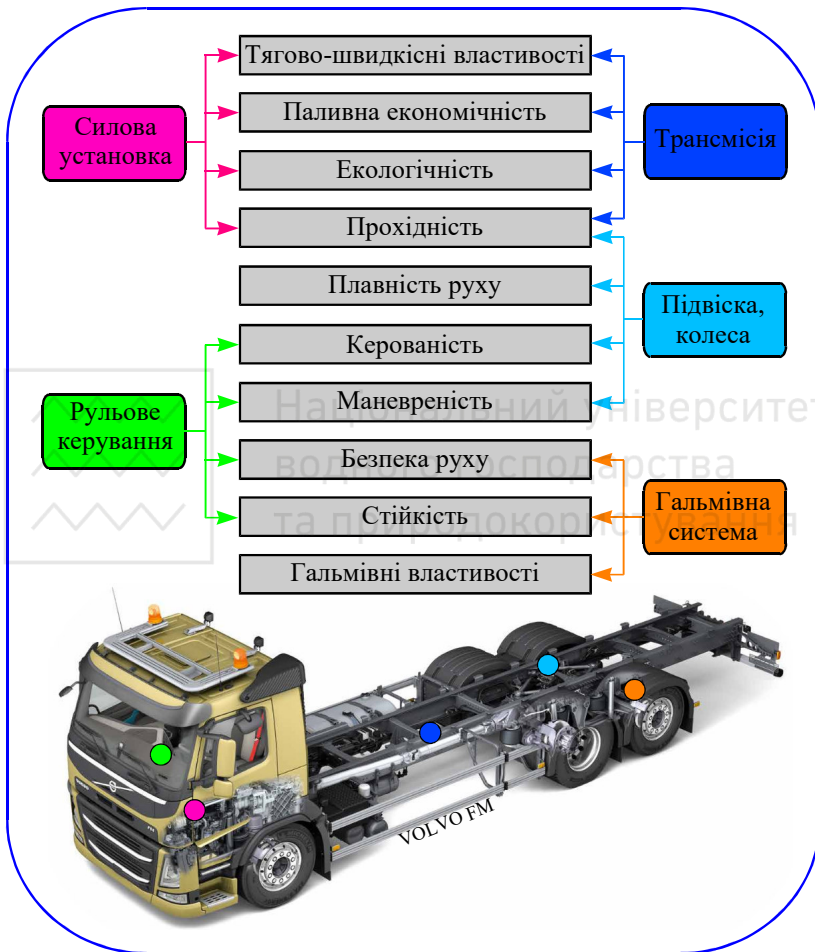 Тягово-швидкісні властивості
Паливна економічність
Силова
установка
Трансмісія
Екологічність
Прохідність
Плавність руху
Підвіска,
колеса
Керованість
Маневреність
Національний університет
Рульове
керування
Безпека руху
водного господарства
Стійкість
та природокористування
Гальмівна
система
Гальмівні властивості
VOLVO FM